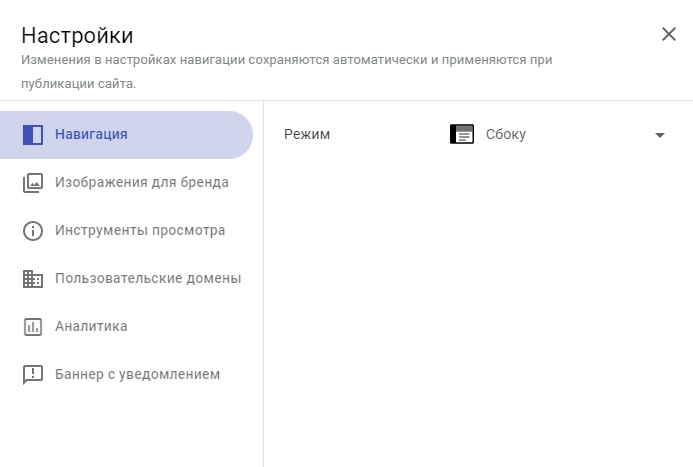 Настройки
Изменения в настройках навигации сохраняются автоматически и применяются при
публикации сайта.
Навигация
Режим
Сбоку
Изображения для бренда
Инструменты просмотра
Пользовательские домены
Аналитика
Баннер с уведомлением